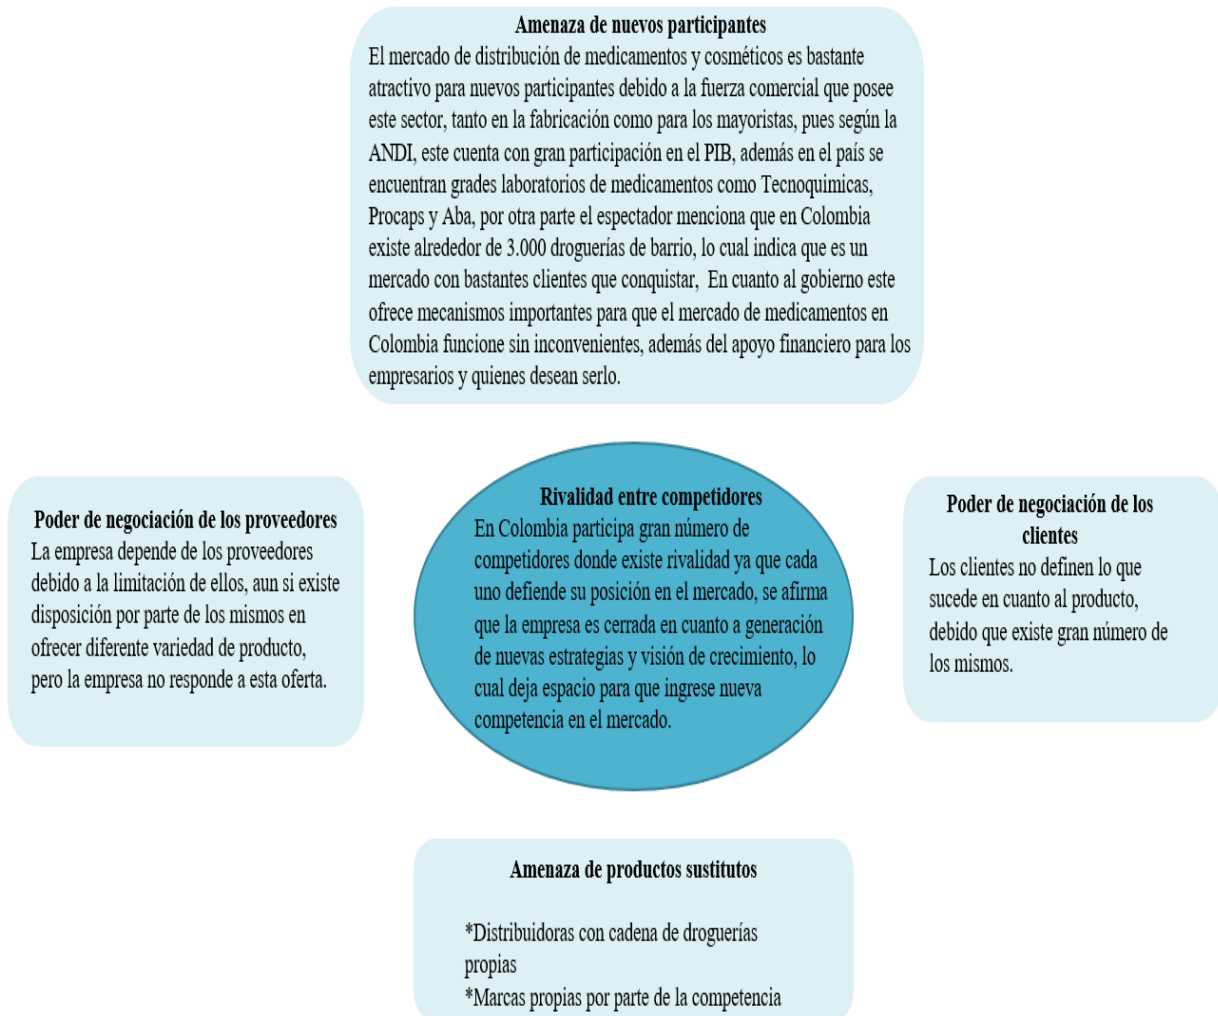 Amenaza de nuevos participantes
El mercado de distribución de medicamentos y cosméticos es bastante
atractivo para nuevos participantes debido a la fuerza comercial que posee
este sector, tanto en la fabricación como para los mayoristas, pues según la
ANDI, este cuenta con gran participación en el PIB, además en el país se
encuentran grades laboratorios de medicamentos como Tecnoquimicas,
Procaps y Aba, por otra parte el espectador menciona que en Colombia
existe alrededor de 3.000 droguerías de barrio, lo cual indica que es un
mercado con bastantes clientes que conquistar, En cuanto al gobierno este
ofrece mecanismos importantes para que el mercado de medicamentos en
Colombia funcione sin inconvenientes, además del apoyo financiero para los
empresarios y quienes desean serlo.
Poder de negociación de los proveedores
La empresa depende de los proveedores
debido a la limitación de ellos, aun si existe
disposición por parte de los mismos en
ofrecer diferente variedad de producto,
pero la empresa no responde a esta oferta.
Rivalidad entre competidores
En Colombia participa gran número de
competidores donde existe rivalidad ya que cada
uno defiende su posición en el mercado, se afirma
que la empresa es cerrada en cuanto a generación
de nuevas estrategias y visión de crecimiento, lo
cual deja espacio para que ingrese nueva
competencia en el mercado.
Poder de negociación de los
clientes
Los clientes no definen lo que
sucede en cuanto al producto,
debido que existe gran número de
los mismos.
Amenaza de productos sustitutos
*Distribuidoras con cadena de droguerías
propias
*Marcas propias por parte de la competencia